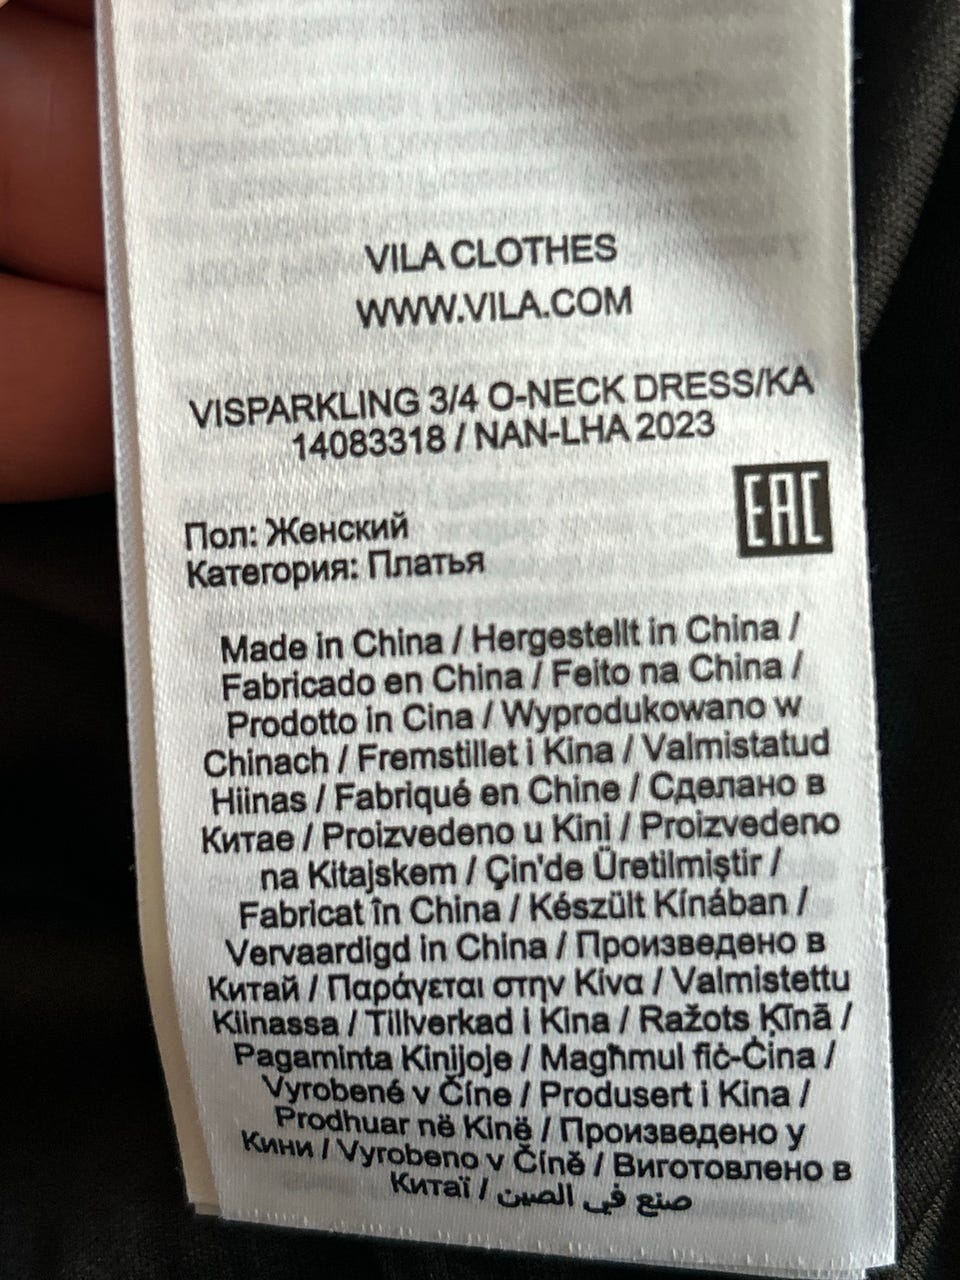 VILA CLOTHES
WWW.VILA.COM
VISPARKLING 3/4 O-NECK DRESS/KA
14083318 / NAN-LHA 2023
EAC
Пол: Женский
Категория: Платья
Made in China / Hergestellt in China /
Fabricado en China / Feito na China /
Prodotto in Cina / Wyprodukowano w
Chinach / Fremstillet i Kina / Valmistatud
Hiinas / Fabriqué en Chine / Сделано в
Китае / Proizvedeno u Kini / Proizvedeno
na Kitajskem / Çin'de Üretilmiştir /
Fabricat în China / Készült Kínában /
Vervaardigd in China / Произведено в
Китай / Παράγεται στην Κίνα / Valmistettu
Kiinassa / Tillverkad i Kina / Ražots Ķīnā /
Pagaminta Kinijoje / Magħmul fiċ-Ċina /
Vyrobené v Číne / Produsert i Kina /
Prodhuar në Kinë / Произведено у
Кини / Vyrobeno v Číně / Виготовлено в
Китаї / صنع في الصين